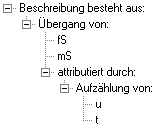 Beschreibung besteht aus:
Übergang von:
fS
mS
attributiert durch:
Aufzählung von:
u
t